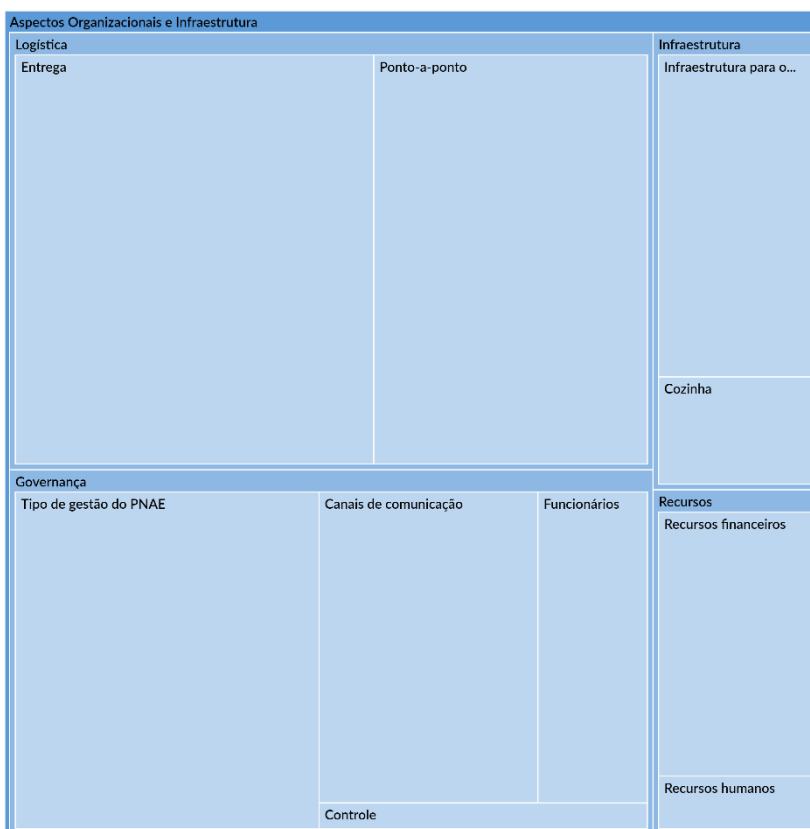 Aspectos Organizacionais e Infraestrutura
Logística
Entrega
Ponto-a-ponto
Infraestrutura
Infraestrutura para o...
Cozinha
Governança
Tipo de gestão do PNAE
Canais de comunicação
Funcionários
Controle
Recursos
Recursos financeiros
Recursos humanos